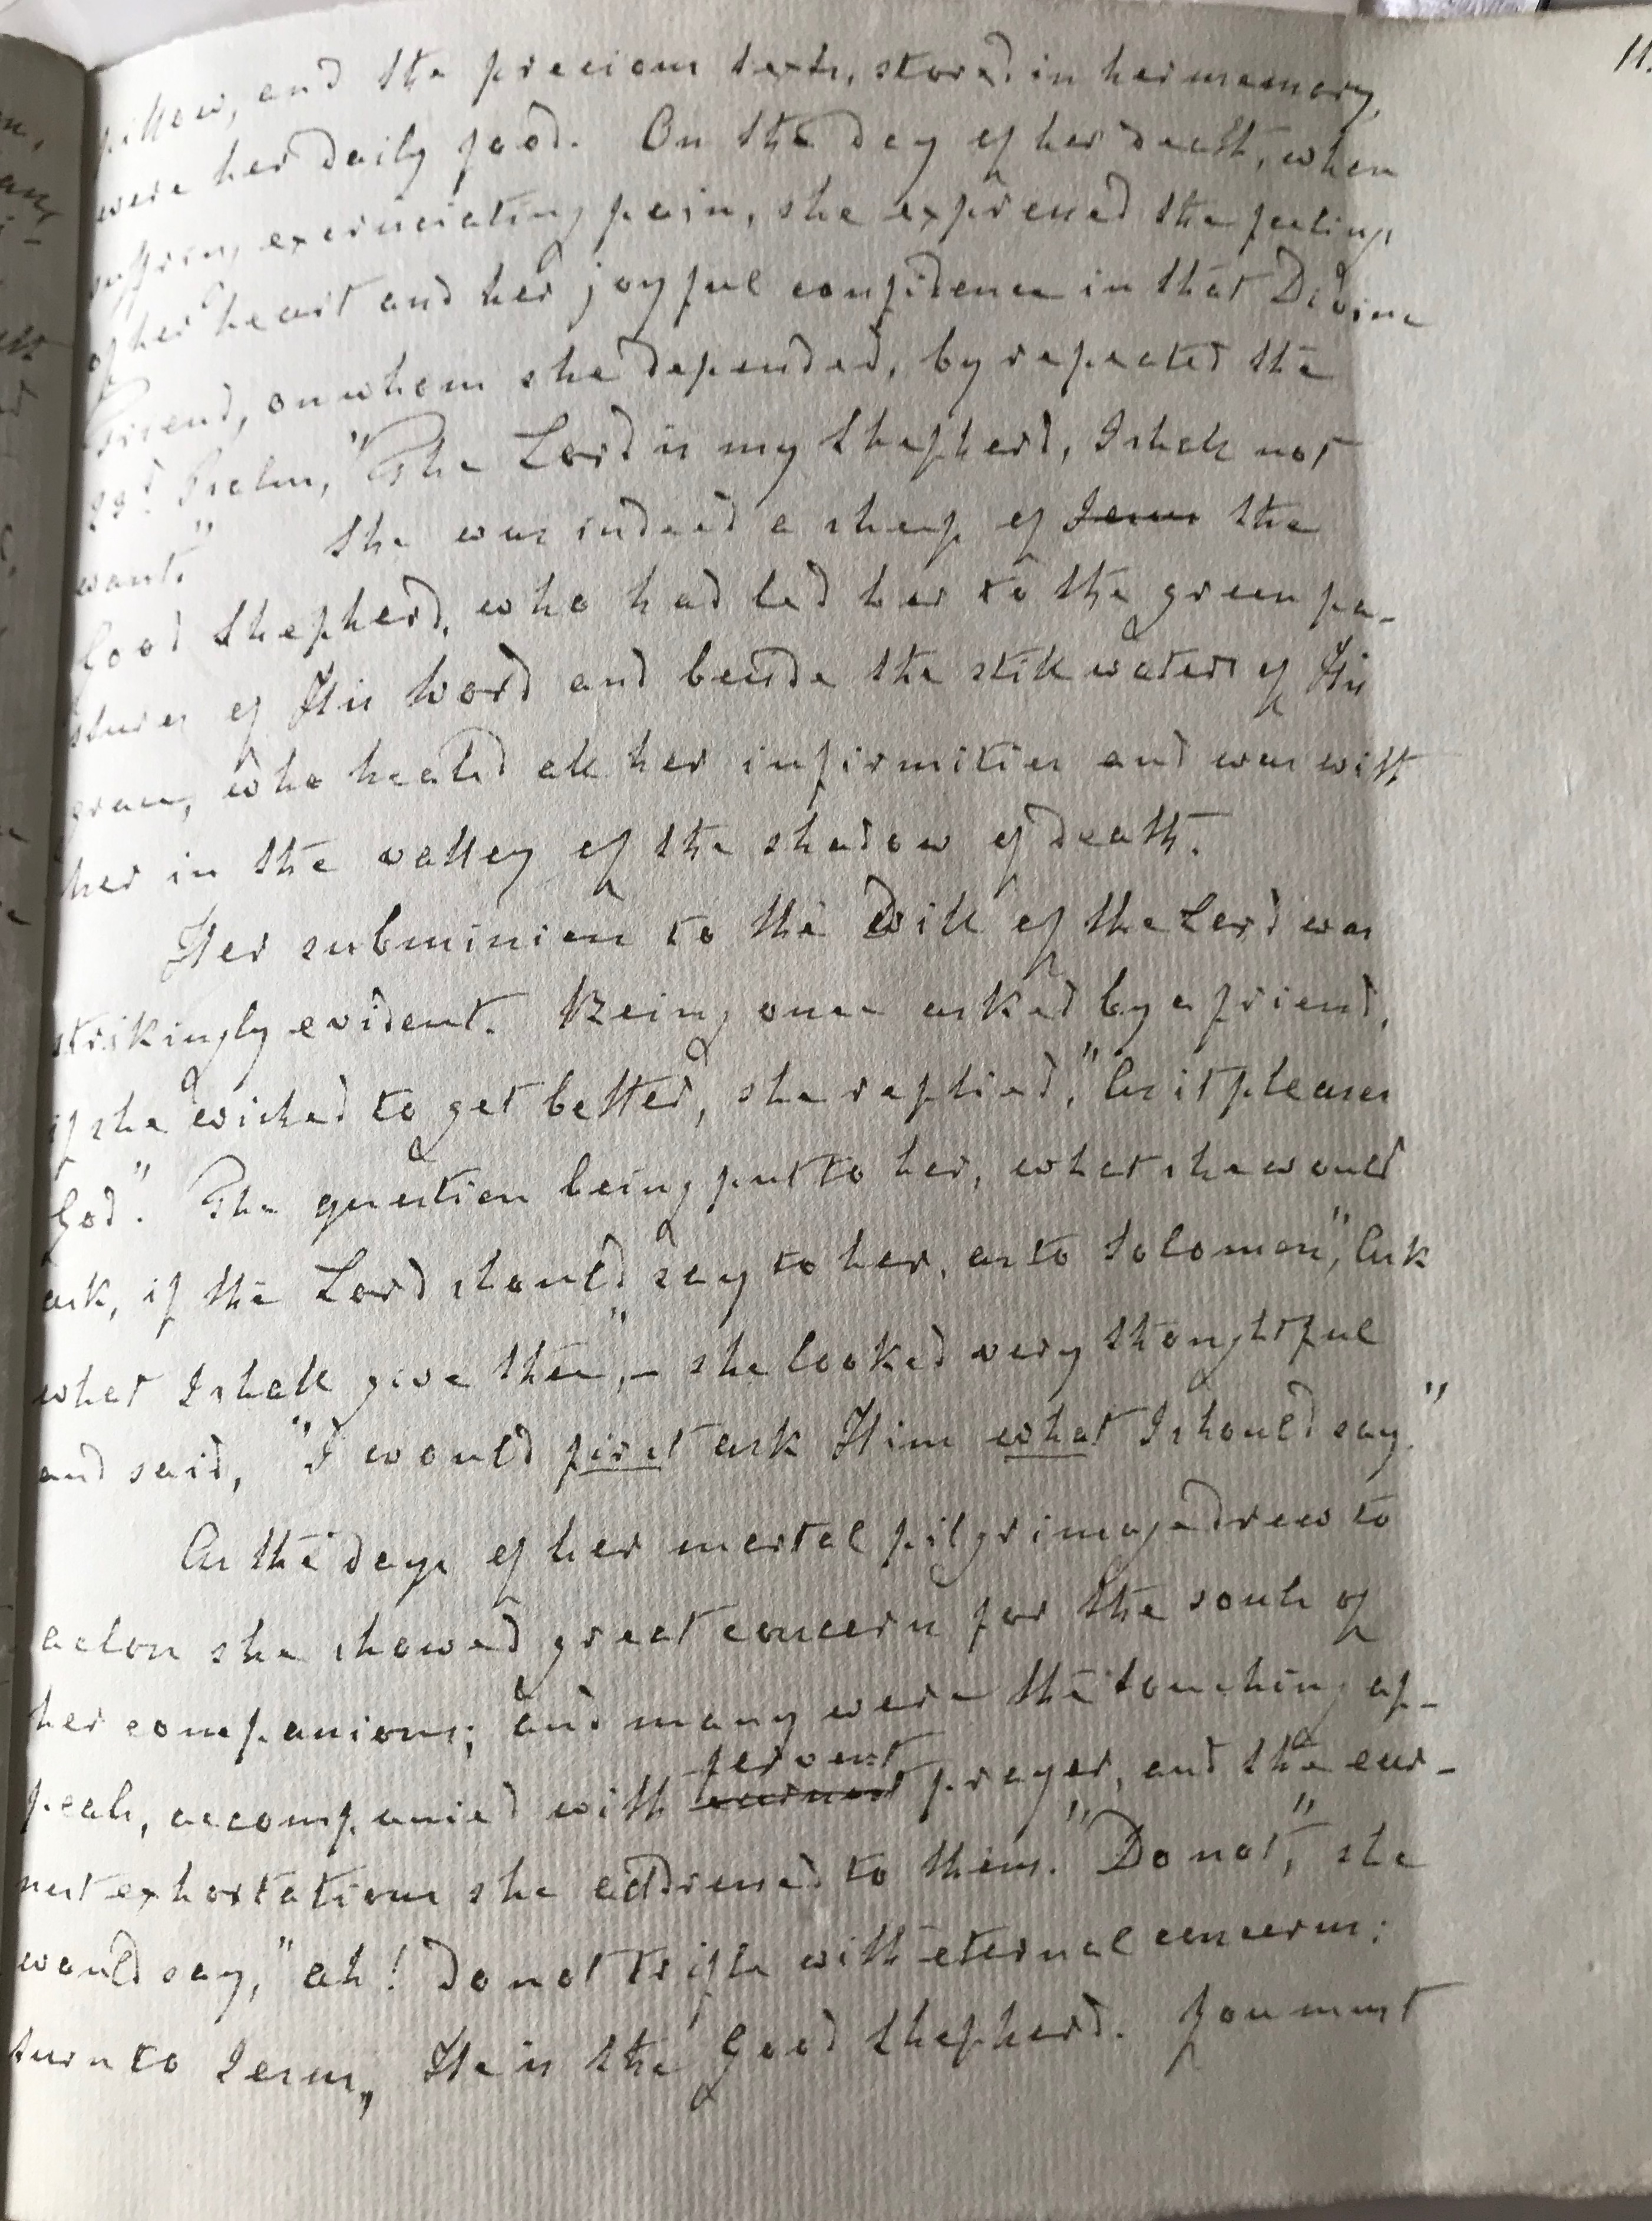 11.
pillow, and the precious texts, stored in her memory,
were her daily food. On the day of her death, when
suffering excruciating pain, she expressed the feelings
of her heart and her joyful confidence in that Divine
Friend, on whom she depended, by repeated the
23d. Psalm, "The Lord is my Shepherd, I shall not
want." She was indeed a sheep of Jesus the
Good Shepherd, who had led her to the green pa-
stures of His Word and beside the still waters of His
grace, who healed all her infirmities and was with
her in the valley of the shadow of death.
Her submission to the Will of the Lord was
strikingly evident. Being once asked by a friend,
if she wished to get better, she replied, "As it pleases
God". The question being put to her, what she would
ask, if the Lord should say to her, as to Solomon, "Ask
what I shall give thee", – she looked very thoughtful
and said, "I would first ask Him what I should say."
As the days of her mortal pilgrimage drew to
a close she showed great concern for the souls of
her companions; and many were the touching ap-
peals, accompanied with earnest fervent prayer, and the ear-
nest exhortations she addressed to them. "Do not," she
would say, "ah! Do not trifle with eternal concerns;
turn to Jesus, He is the Good Shepherd. You must